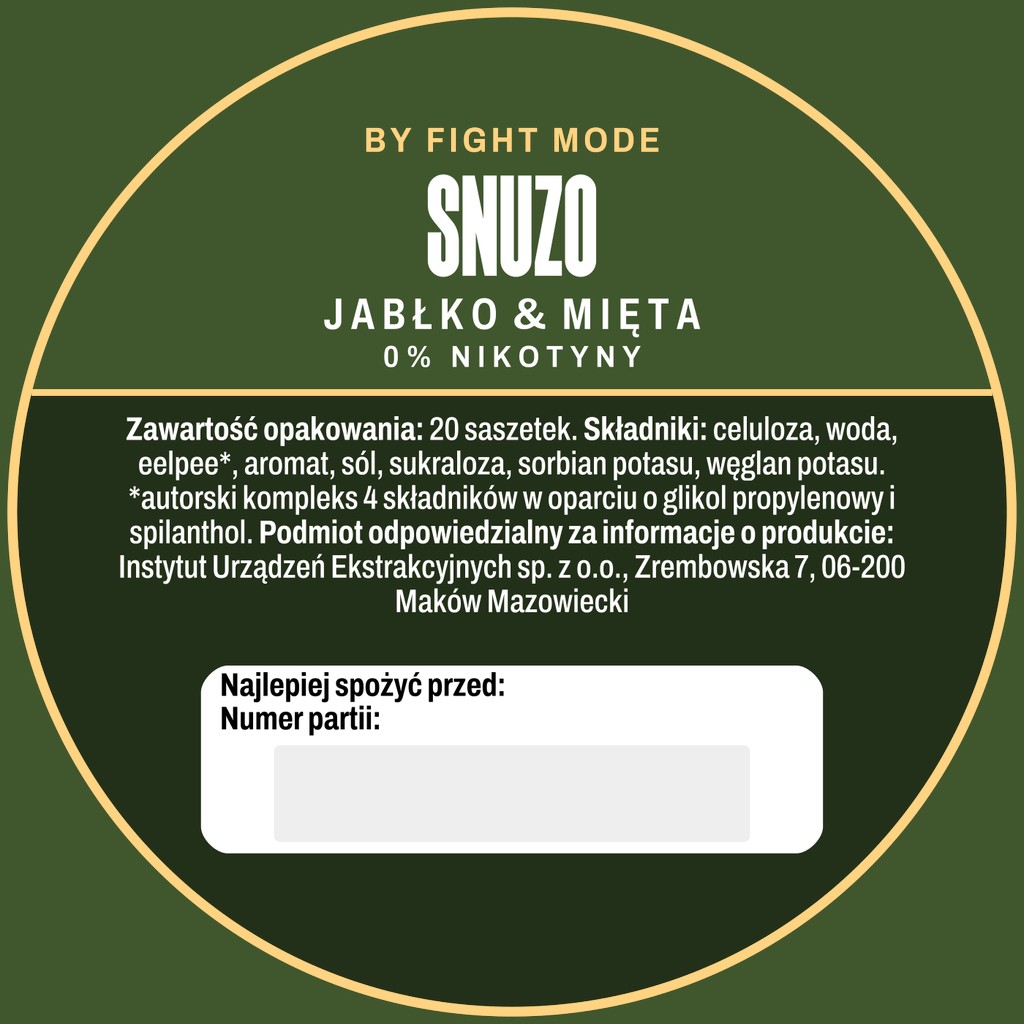 BY FIGHT MODE
SNUZO
JABŁKO & MIĘTA
0% NIKOTYNY
Zawartość opakowania: 20 saszetek. Składniki: celuloza, woda,
eelpee*, aromat, sól, sukraloza, sorbian potasu, węglan potasu.
*autorski kompleks 4 składników w oparciu o glikol propylenowy i
spilanthol. Podmiot odpowiedzialny za informacje o produkcie:
Instytut Urządzeń Ekstrakcyjnych sp. z o.o., Zrembowska 7, 06-200
Maków Mazowiecki
Najlepiej spożyć przed:
Numer partii: